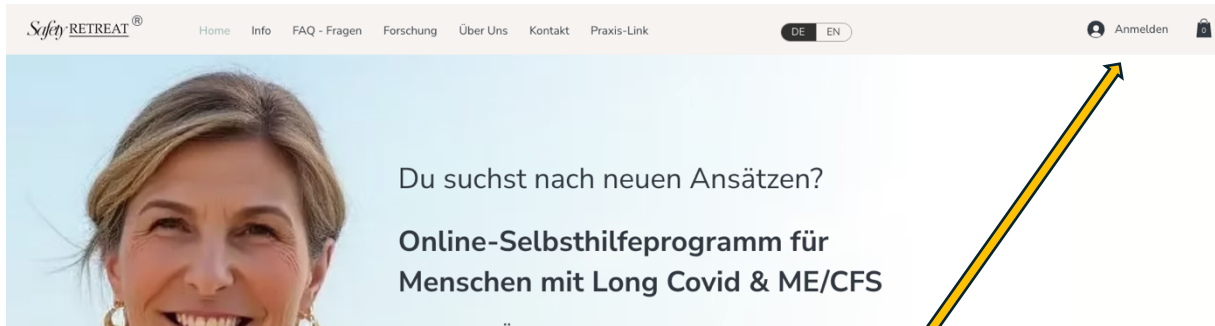 Safety RETREAT ®
Home Info FAQ - Fragen Forschung Über Uns Kontakt Praxis-Link
DE EN
Anmelden
0
Du suchst nach neuen Ansätzen?
Online-Selbsthilfeprogramm für
Menschen mit Long Covid & ME/CFS